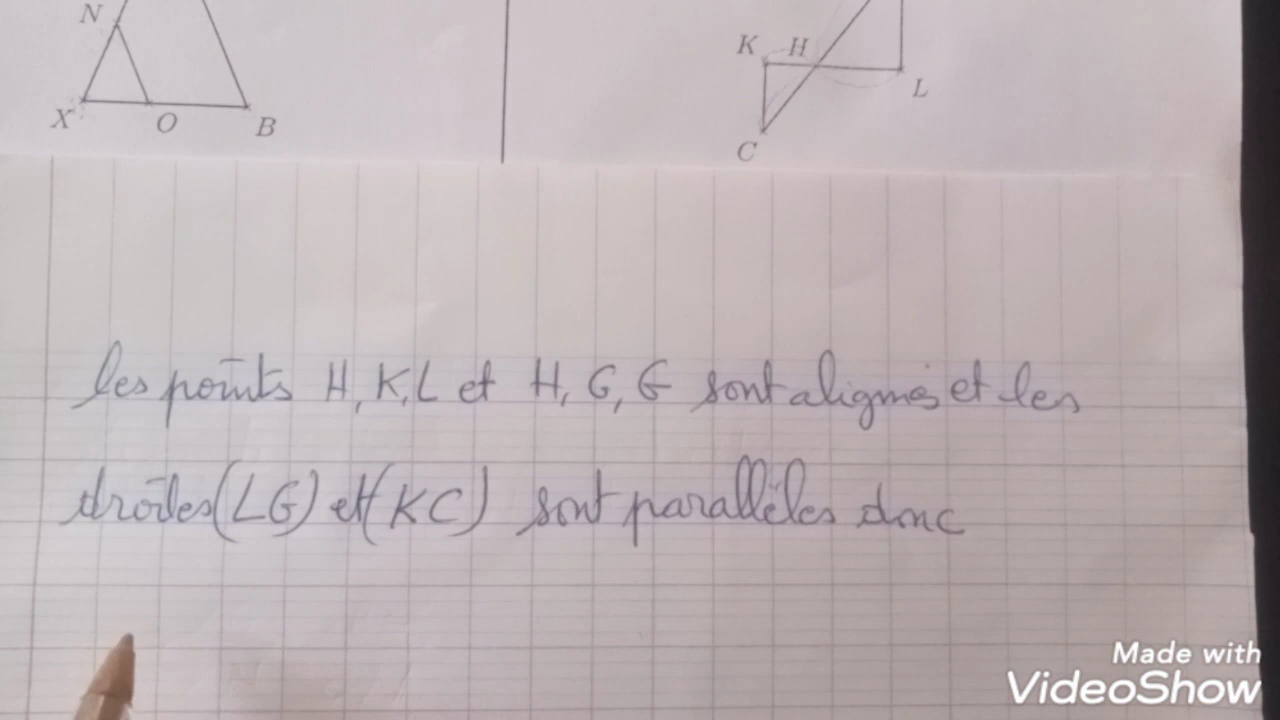 N
X
O
B
K
H
L
C
les points H, K, L et H, G, G sont alignés et les
droites (LG) et (KC) sont parallèles donc
Made with
VideoShow